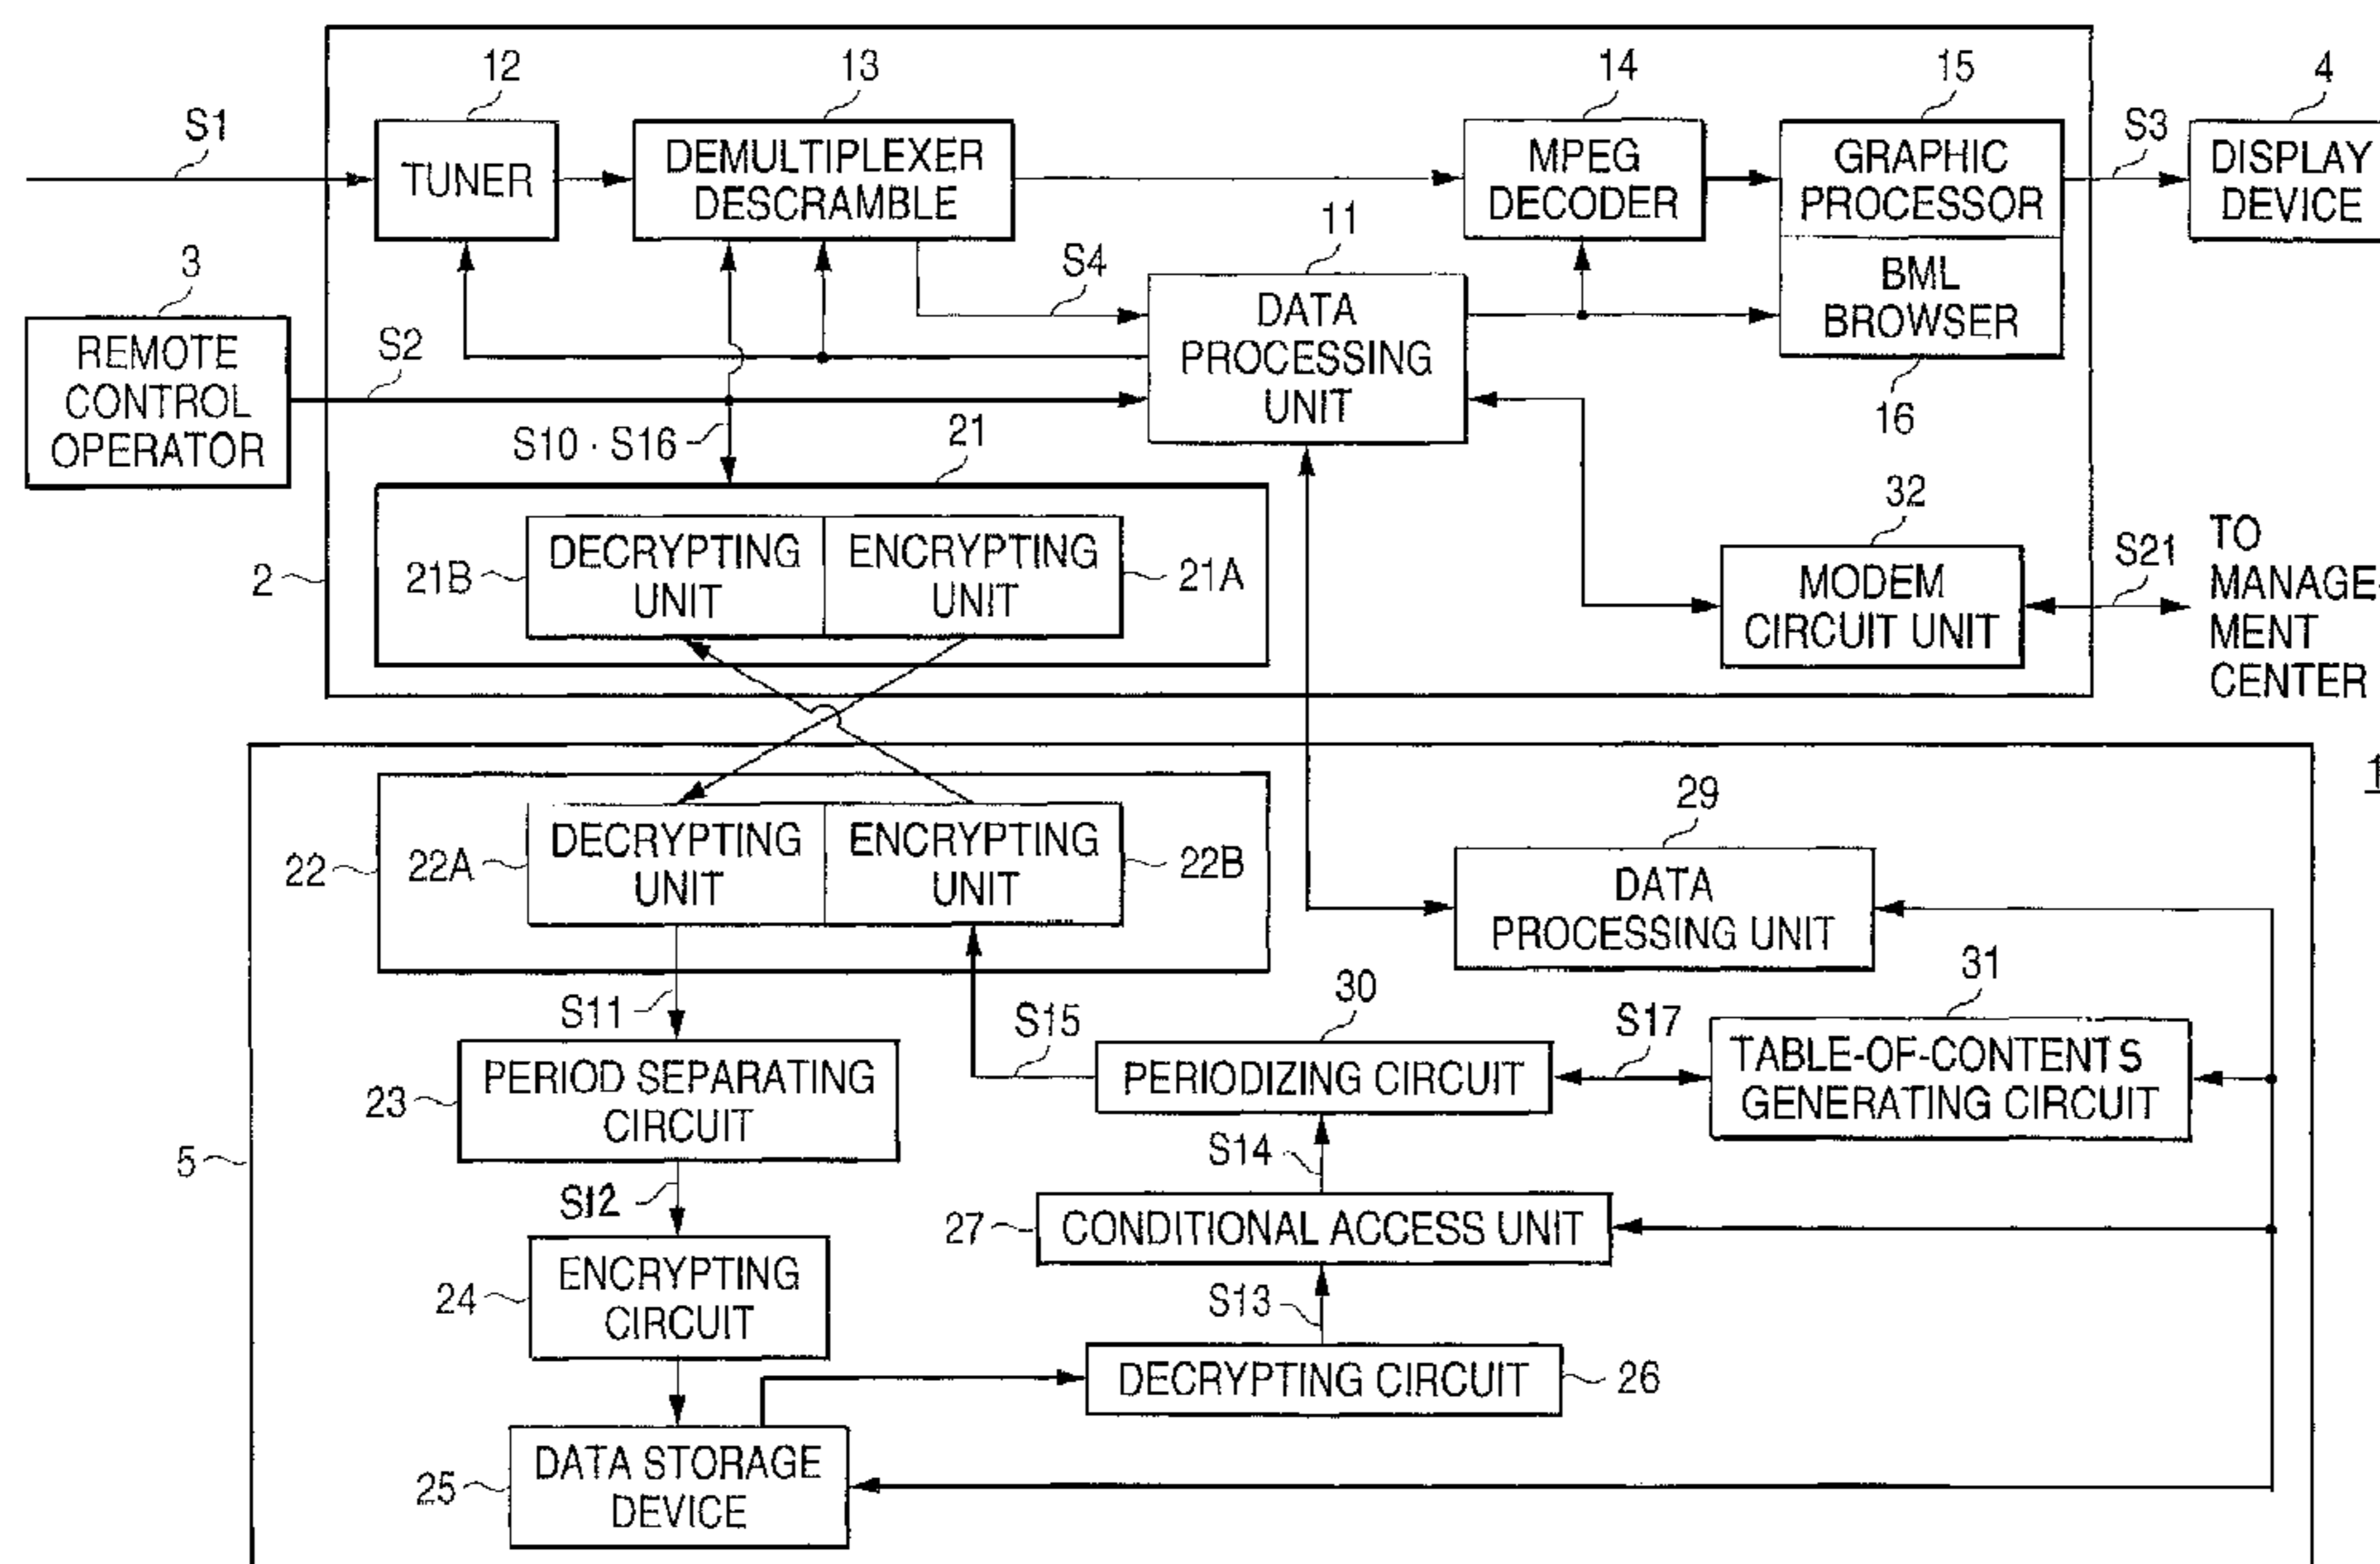 12
13
14
15
4
S1
TUNER
DEMULTIPLEXER
DESCRAMBLE
MPEG
DECODER
GRAPHIC
PROCESSOR
S3
DISPLAY
DEVICE
3
REMOTE
CONTROL
OPERATOR
S2
S4
11
DATA
PROCESSING
UNIT
BML
BROWSER
16
S10 · S16
21
2
21B
DECRYPTING
UNIT
ENCRYPTING
UNIT
21A
32
MODEM
CIRCUIT UNIT
S21
TO
MANAGE-
MENT
CENTER
1
22
22A
DECRYPTING
UNIT
ENCRYPTING
UNIT
22B
29
DATA
PROCESSING UNIT
S11
S15
30
S17
31
23
PERIOD SEPARATING
CIRCUIT
PERIODIZING CIRCUIT
TABLE-OF-CONTENTS
GENERATING CIRCUIT
5
S12
S14
27
CONDITIONAL ACCESS UNIT
24
ENCRYPTING
CIRCUIT
S13
DECRYPTING CIRCUIT
26
25
DATA STORAGE
DEVICE